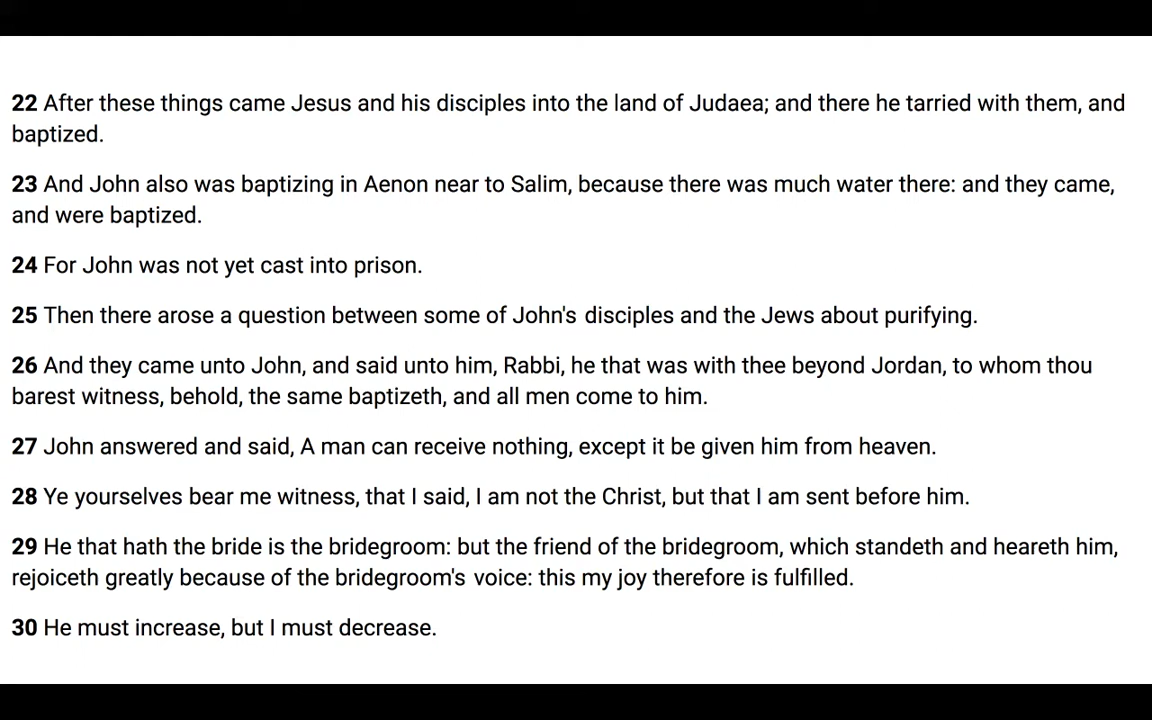 22 After these things came Jesus and his disciples into the land of Judaea; and there he tarried with them, and
baptized.
23 And John also was baptizing in Aenon near to Salim, because there was much water there: and they came,
and were baptized.
24 For John was not yet cast into prison.
25 Then there arose a question between some of John's disciples and the Jews about purifying.
26 And they came unto John, and said unto him, Rabbi, he that was with thee beyond Jordan, to whom thou
barest witness, behold, the same baptizeth, and all men come to him.
27 John answered and said, A man can receive nothing, except it be given him from heaven.
28 Ye yourselves bear me witness, that I said, I am not the Christ, but that I am sent before him.
29 He that hath the bride is the bridegroom: but the friend of the bridegroom, which standeth and heareth him,
rejoiceth greatly because of the bridegroom's voice: this my joy therefore is fulfilled.
30 He must increase, but I must decrease.